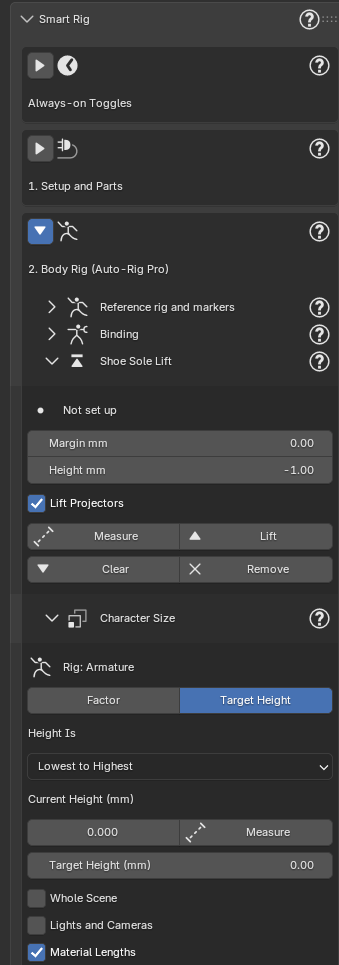 Smart Rig
Always-on Toggles
1. Setup and Parts
2. Body Rig (Auto-Rig Pro)
Reference rig and markers
Binding
Shoe Sole Lift
Not set up
Margin mm 0.00
Height mm -1.00
Lift Projectors
Measure Lift
Clear Remove
Character Size
Rig: Armature
Factor Target Height
Height Is
Lowest to Highest
Current Height (mm)
0.000 Measure
Target Height (mm) 0.00
Whole Scene
Lights and Cameras
Material Lengths